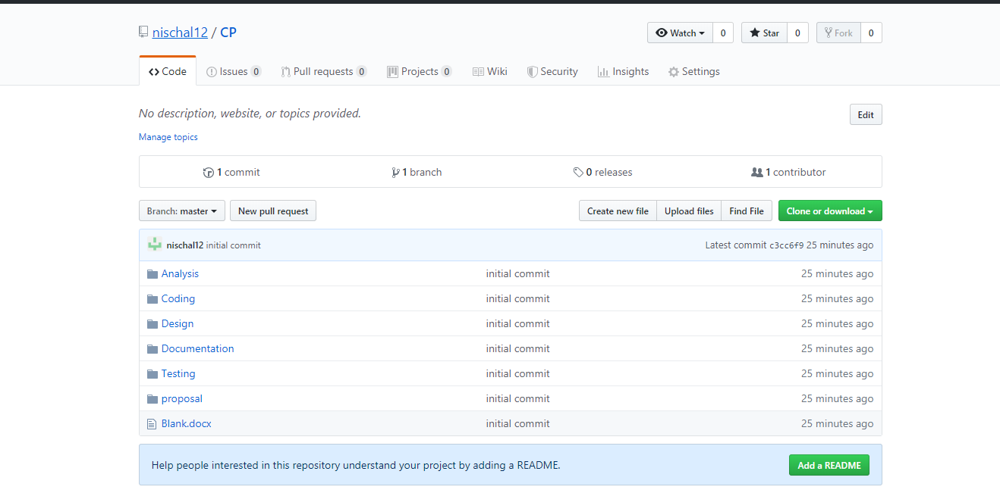 nischal12 / CP
Watch 0 Star 0 Fork 0
Code Issues 0 Pull requests 0 Projects 0 Wiki Security Insights Settings
No description, website, or topics provided. Edit
Manage topics
1 commit 1 branch 0 releases 1 contributor
Branch: master New pull request Create new file Upload files Find File Clone or download
nischal12 initial commit Latest commit c3cc6f9 25 minutes ago
Analysis initial commit 25 minutes ago
Coding initial commit 25 minutes ago
Design initial commit 25 minutes ago
Documentation initial commit 25 minutes ago
Testing initial commit 25 minutes ago
proposal initial commit 25 minutes ago
Blank.docx initial commit 25 minutes ago
Help people interested in this repository understand your project by adding a README. Add a README